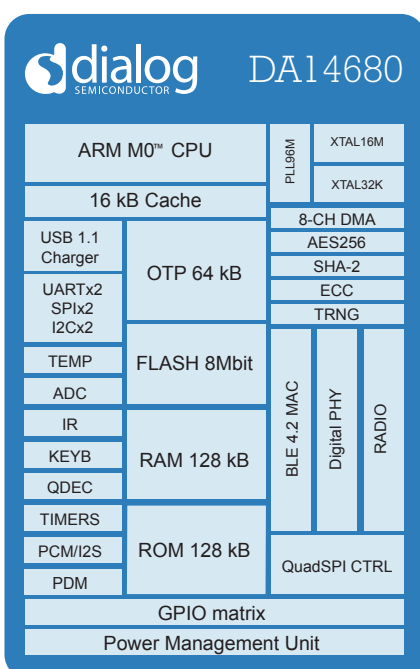 dialog
SEMICONDUCTOR
DA14680
ARM M0™ CPU
16 kB Cache
USB 1.1
Charger
UARTx2
SPIx2
I2Cx2
TEMP
ADC
IR
KEYB
QDEC
TIMERS
PCM/I2S
PDM
OTP 64 kB
FLASH 8Mbit
RAM 128 kB
ROM 128 kB
PLL96M
XTAL16M
XTAL32K
8-CH DMA
AES256
SHA-2
ECC
TRNG
BLE 4.2 MAC
Digital PHY
RADIO
QuadSPI CTRL
GPIO matrix
Power Management Unit